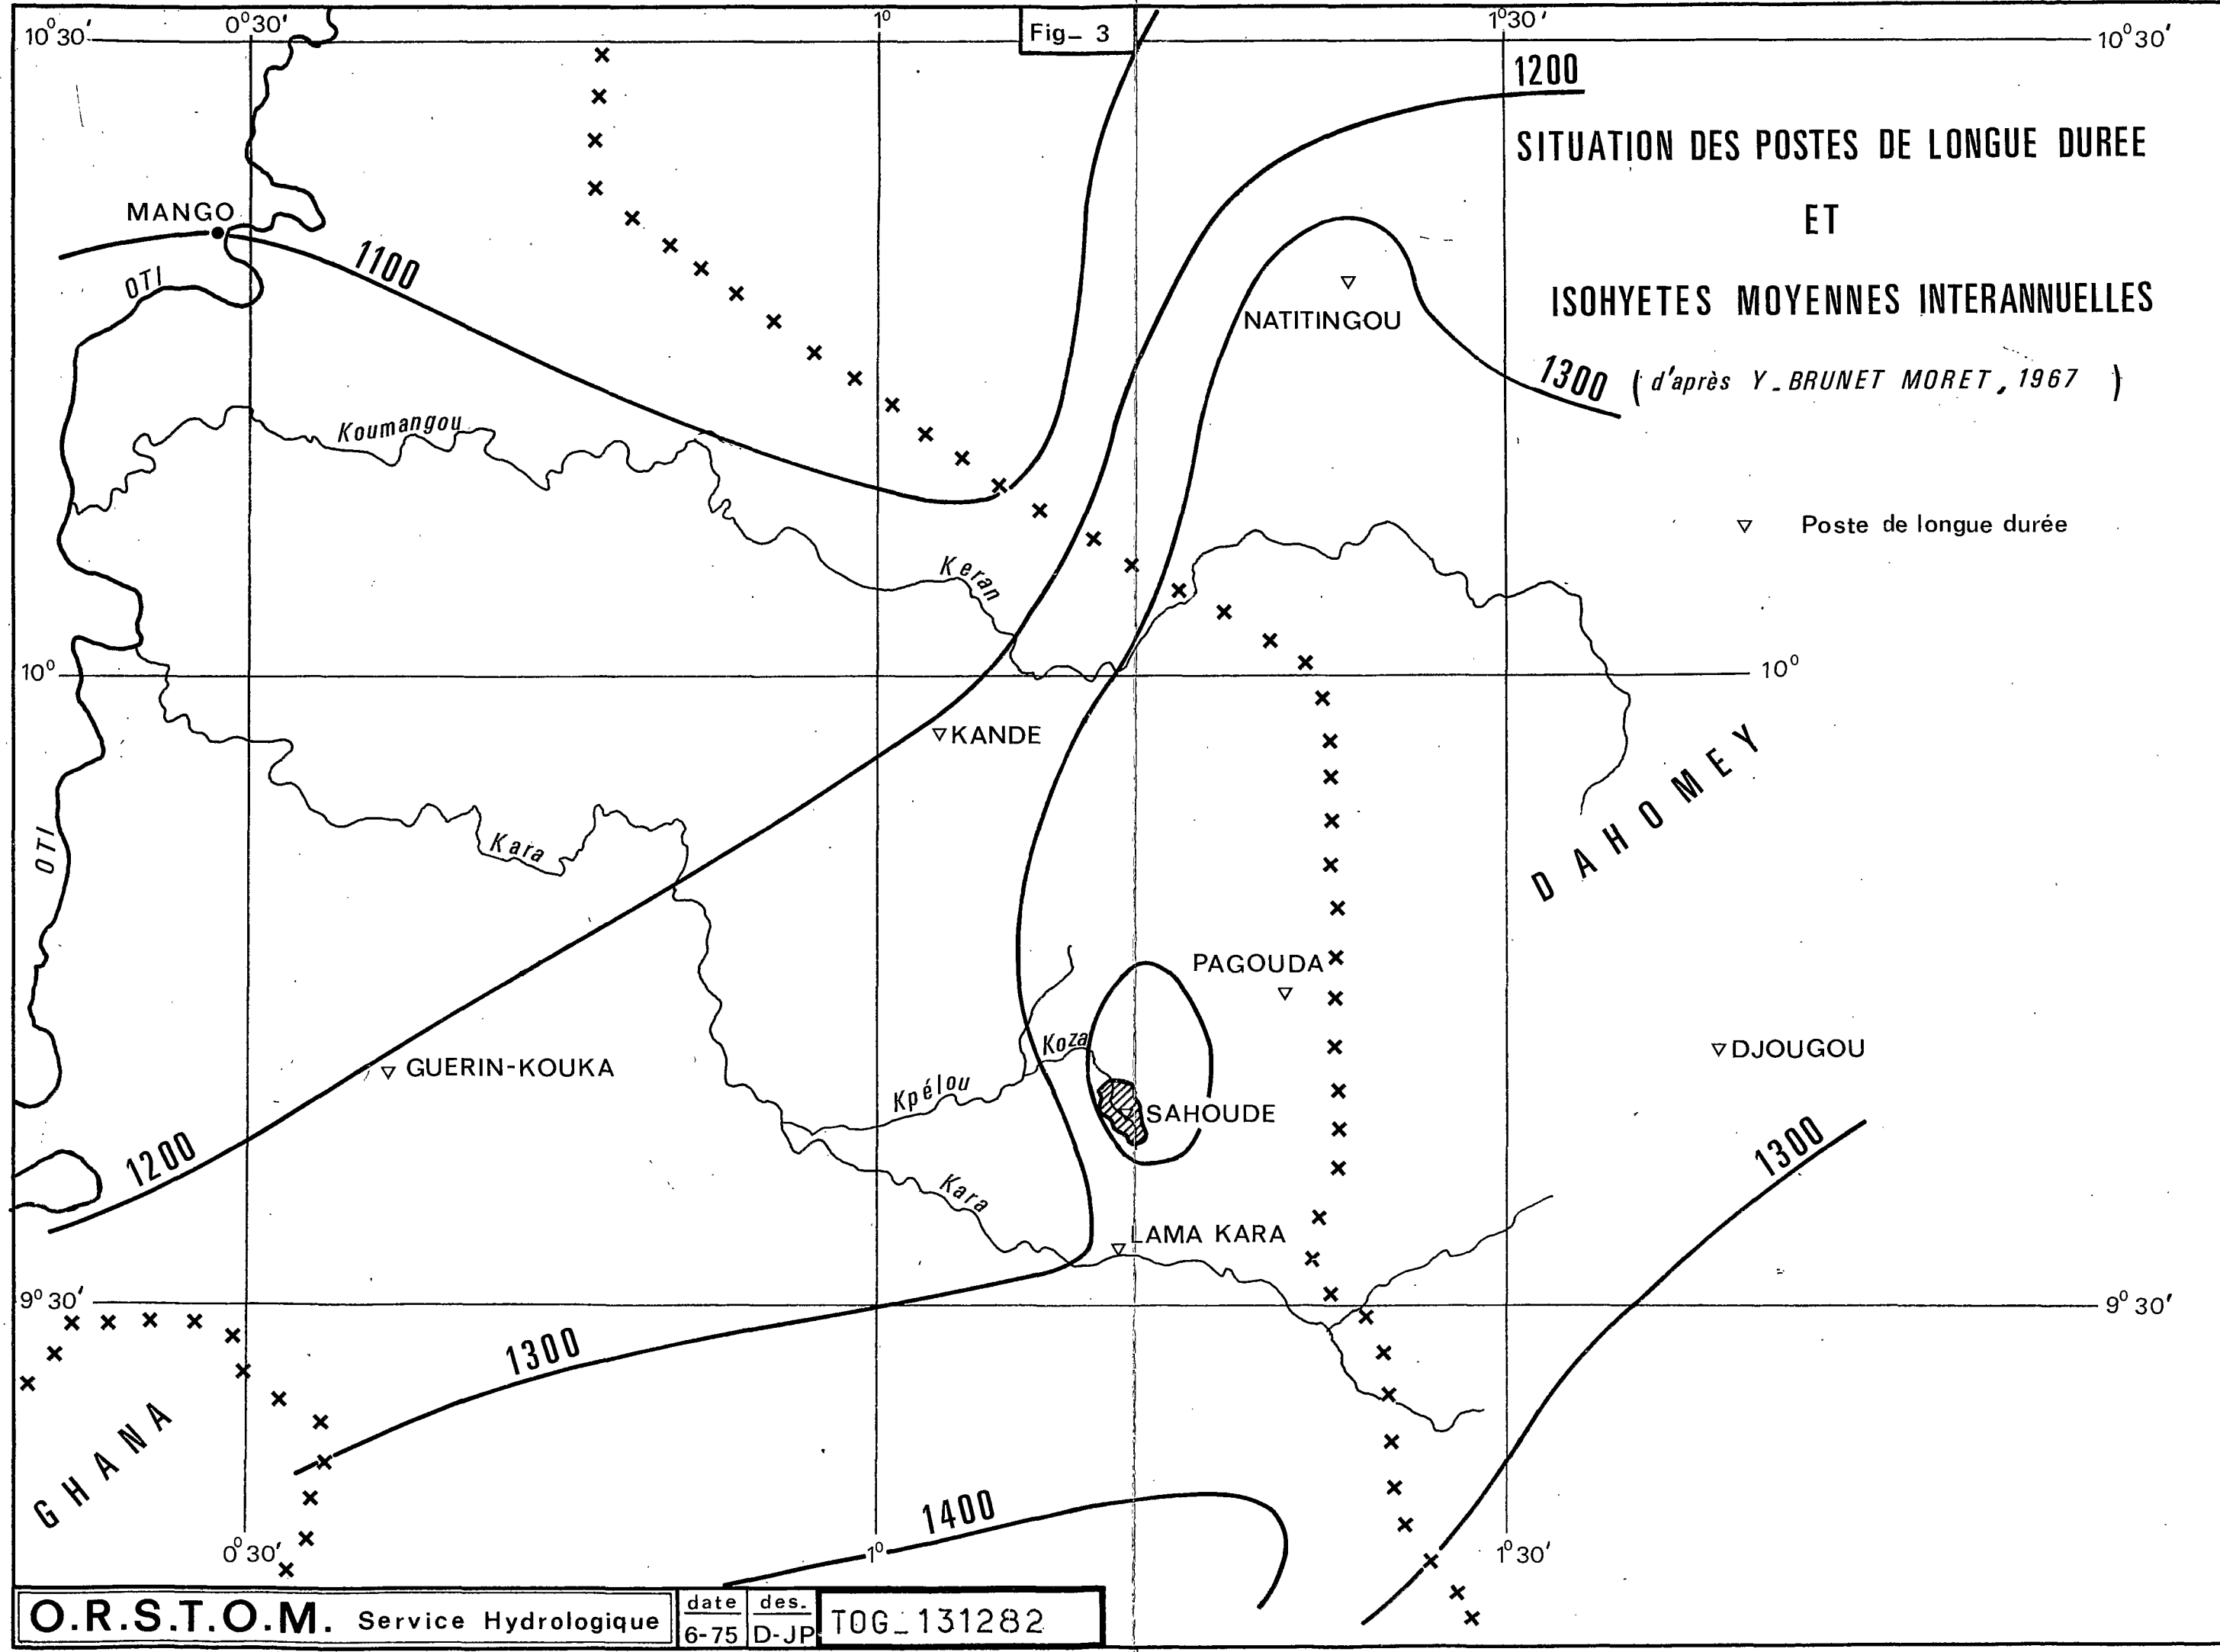 10° 30'
0° 30'
1°
Fig_ 3
1° 30'
10° 30'
1200
SITUATION DES POSTES DE LONGUE DUREE
ET
ISOHYETES MOYENNES INTERANNUELLES
( d'après Y_BRUNET MORET, 1967 )
MANGO
1100
OTI
NATITINGOU
1300
Koumangou
▽ Poste de longue durée
Keran
10°
10°
KANDE
DAHOMEY
OTI
Kara
PAGOUDA
Koza
DJOUGOU
GUERIN-KOUKA
Kpélou
SAHOUDE
1200
1300
Kara
LAMA KARA
9° 30'
9° 30'
1300
GHANA
1400
0° 30'
1°
1° 30'
O.R.S.T.O.M. Service Hydrologique
date
6-75
des.
D-JP
TOG_131282